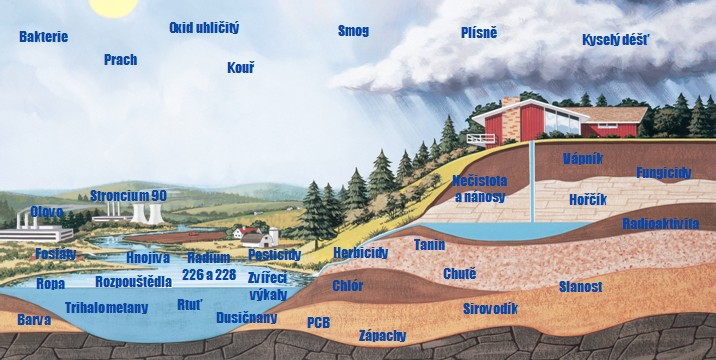 Bakterie
Oxid uhličitý
Smog
Plísně
Kyselý déšť
Prach
Kouř
Vápník
Fungicidy
Nečistota
a nánosy
Hořčík
Stroncium 90
Olovo
Radioaktivita
Fosfáty
Hnojiva
Radium
226 a 228
Pesticidy
Herbicidy
Tanin
Ropa
Rozpouštědla
Zvířecí
výkaly
Chlór
Chutě
Slanost
Trihalometany
Rtuť
Dusičnany
Sirovodík
Barva
PCB
Zápachy